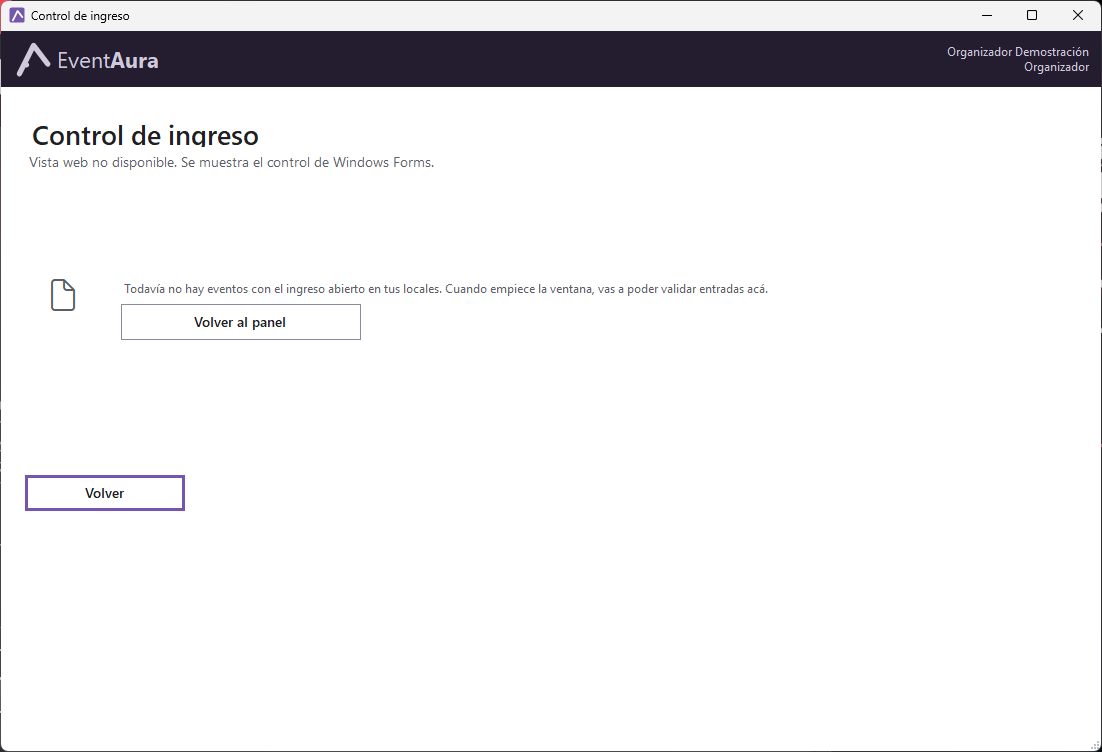 Control de ingreso
EventAura
Organizador Demostración
Organizador
Control de ingreso
Vista web no disponible. Se muestra el control de Windows Forms.
Todavía no hay eventos con el ingreso abierto en tus locales. Cuando empiece la ventana, vas a poder validar entradas acá.
Volver al panel
Volver